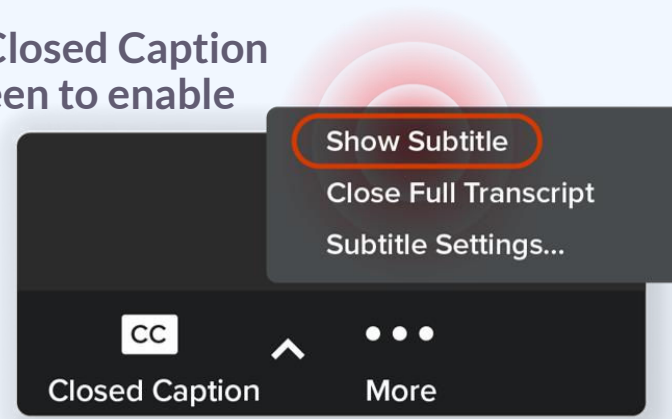 Closed Caption
een to enable
Show Subtitle
Close Full Transcript
Subtitle Settings...
CC
Closed Caption
More